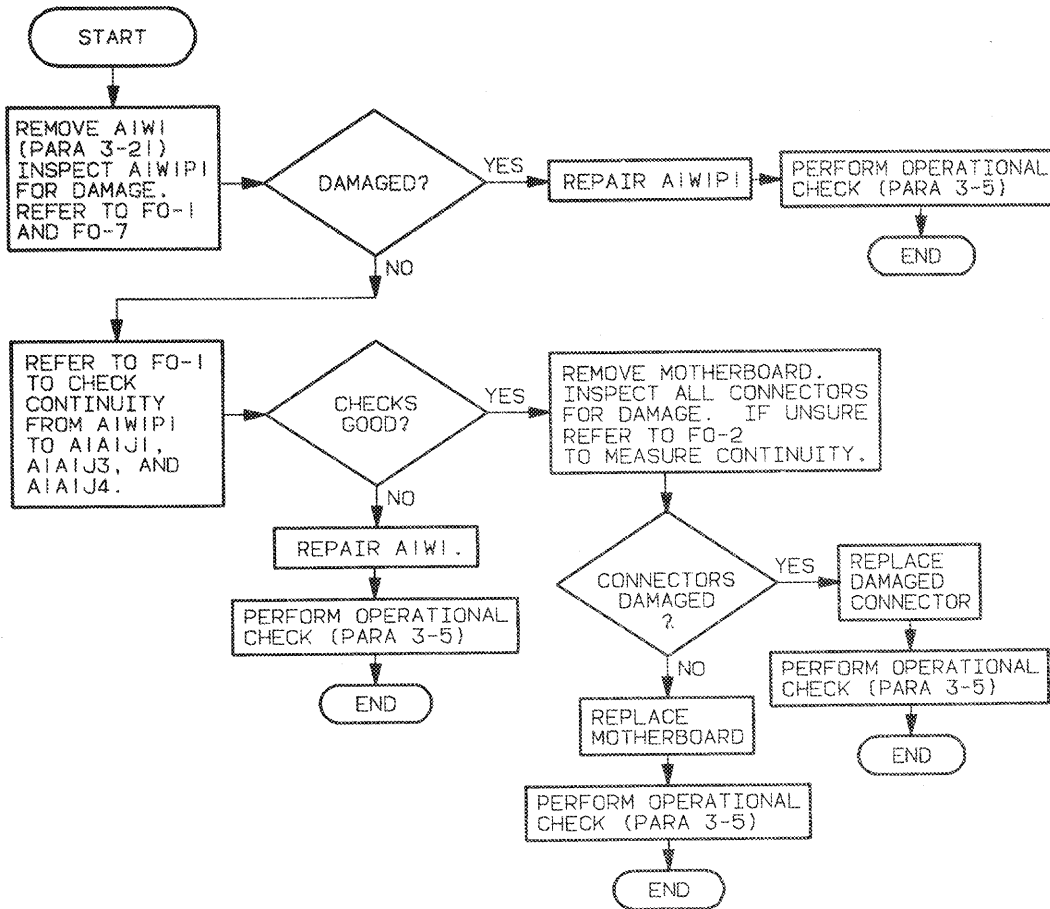 START
REMOVE A1W1
(PARA 3-21)
INSPECT A1W1P1
FOR DAMAGE.
REFER TO FO-1
AND FO-7
DAMAGED?
YES
REPAIR A1W1P1
PERFORM OPERATIONAL
CHECK (PARA 3-5)
END
NO
REFER TO FO-1
TO CHECK
CONTINUITY
FROM A1W1P1
TO A1A1J1,
A1A1J3, AND
A1A1J4.
CHECKS
GOOD?
YES
REMOVE MOTHERBOARD.
INSPECT ALL CONNECTORS
FOR DAMAGE. IF UNSURE
REFER TO FO-2
TO MEASURE CONTINUITY.
NO
REPAIR A1W1.
PERFORM OPERATIONAL
CHECK (PARA 3-5)
END
CONNECTORS
DAMAGED
?
YES
REPLACE
DAMAGED
CONNECTOR
PERFORM OPERATIONAL
CHECK (PARA 3-5)
END
NO
REPLACE
MOTHERBOARD
PERFORM OPERATIONAL
CHECK (PARA 3-5)
END